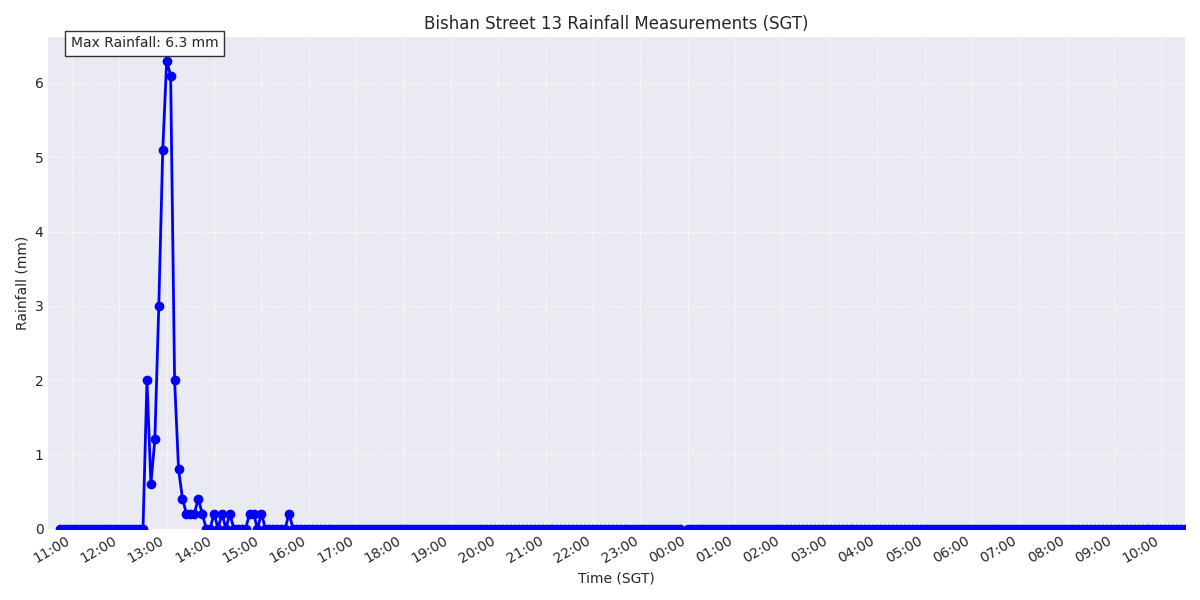 Bishan Street 13 Rainfall Measurements (SGT)
Max Rainfall: 6.3 mm
Rainfall (mm)
6
5
4
3
2
1
0
11:00 12:00 13:00 14:00 15:00 16:00 17:00 18:00 19:00 20:00 21:00 22:00 23:00 00:00 01:00 02:00 03:00 04:00 05:00 06:00 07:00 08:00 09:00 10:00
Time (SGT)